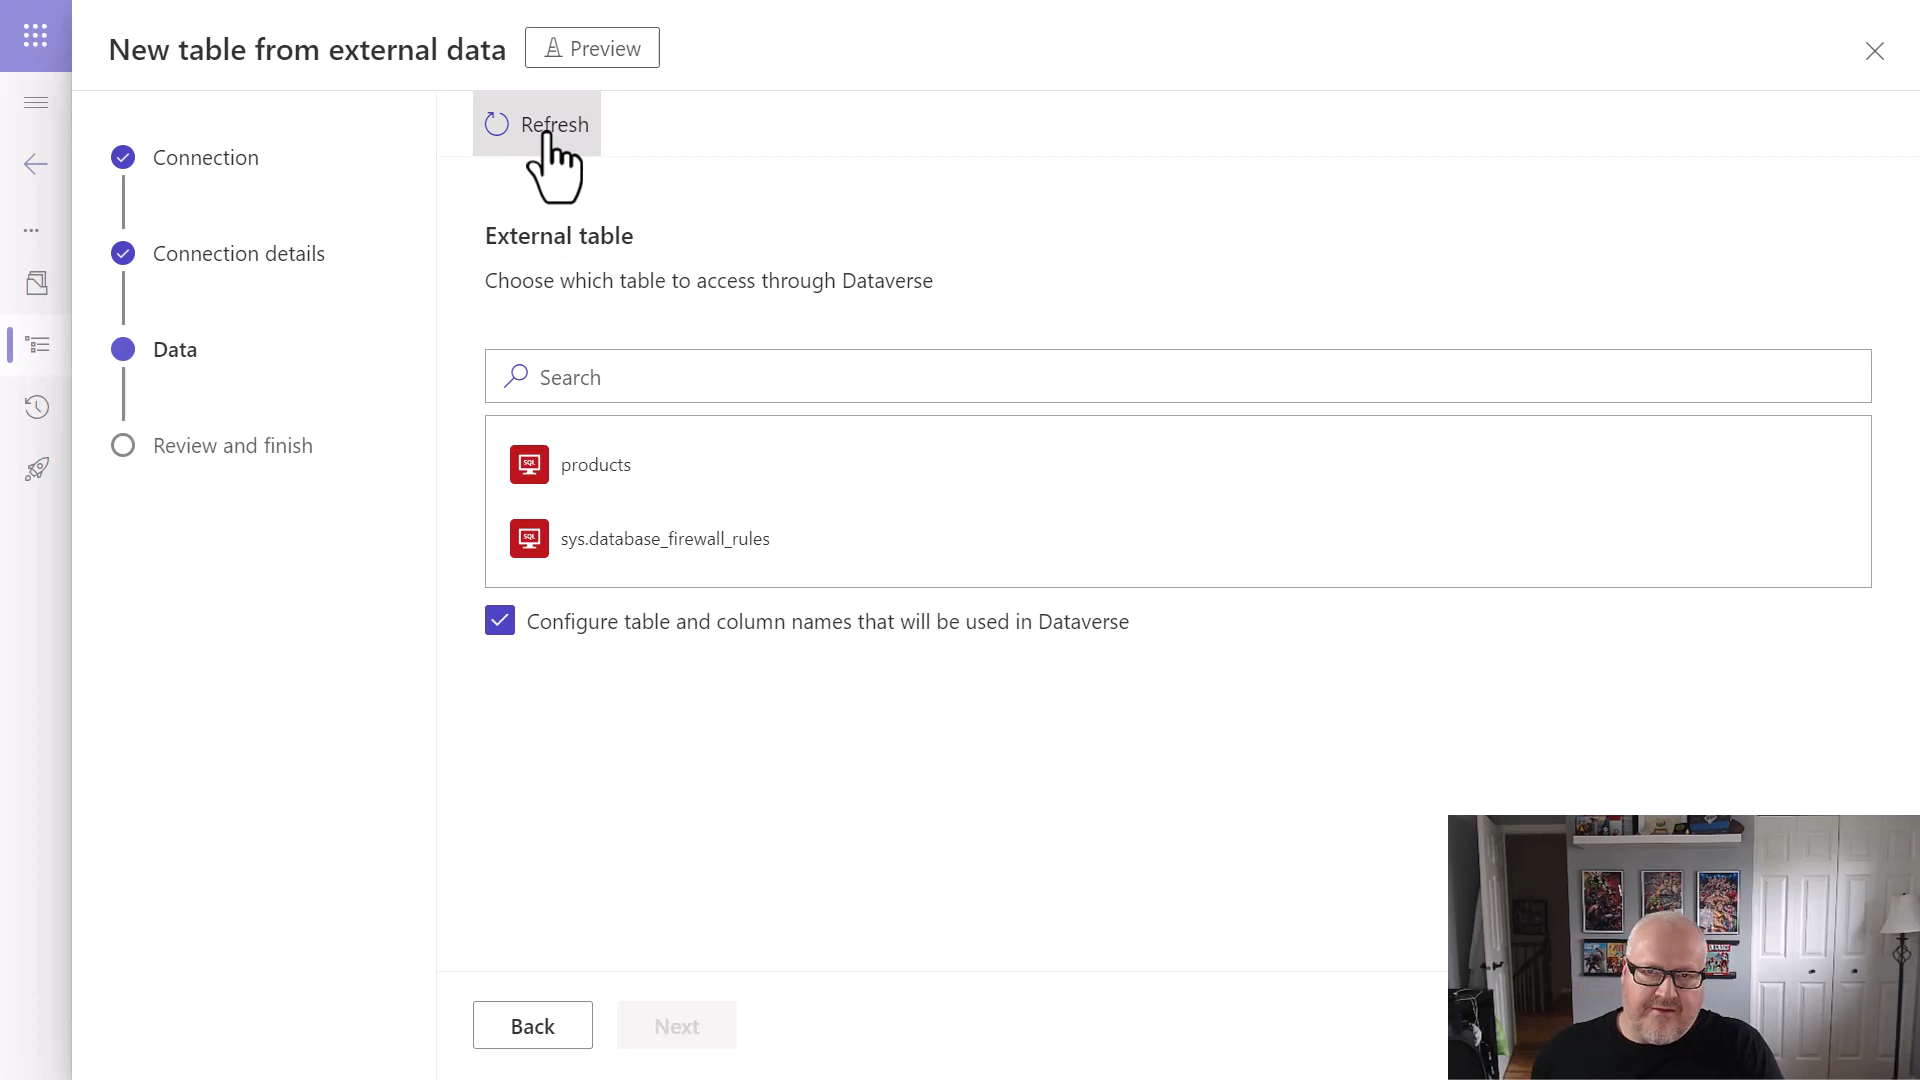 New table from external data
Preview
Refresh
Connection
Connection details
Data
Review and finish
External table
Choose which table to access through Dataverse
Search
SQL
products
SQL
sys.database_firewall_rules
Configure table and column names that will be used in Dataverse
Back
Next